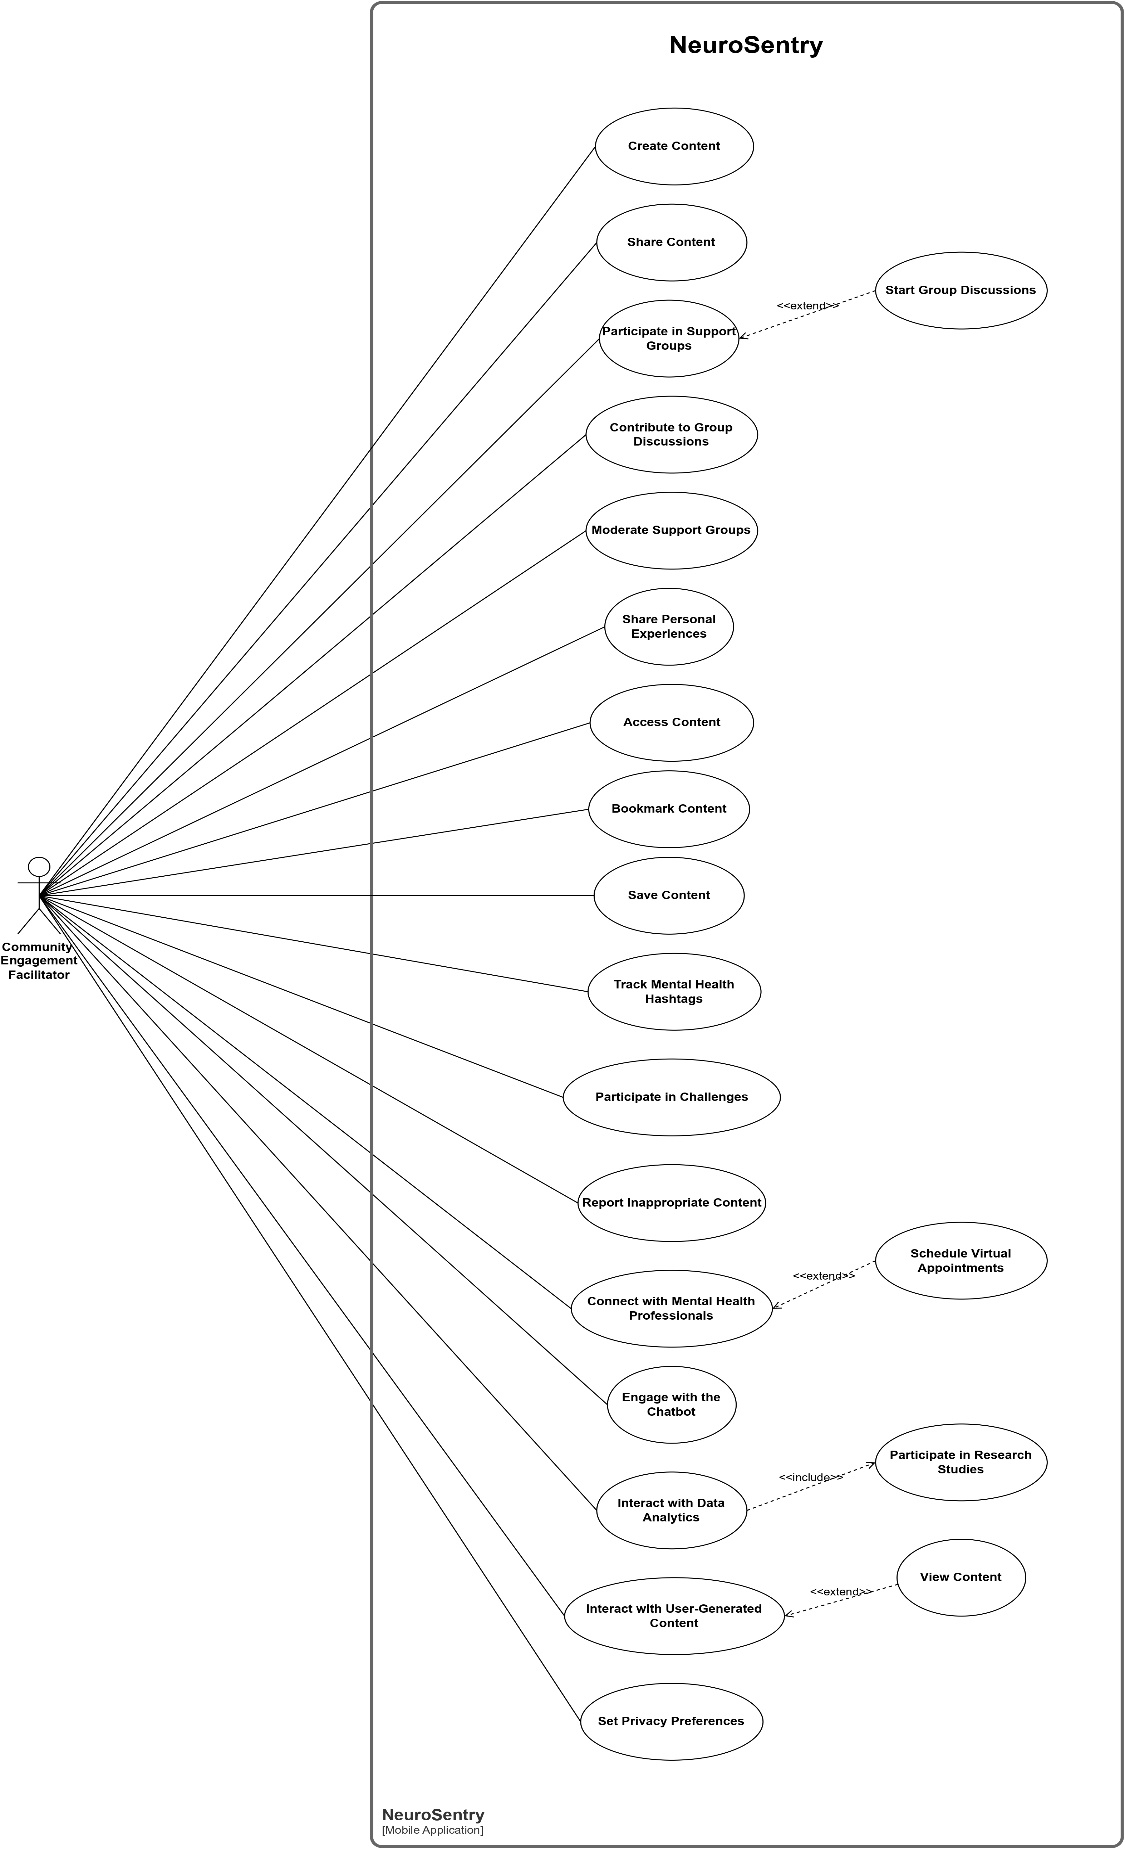 NeuroSentry
Create Content
Share Content
Start Group Discussions
<<extend>>
Participate in Support
Groups
Contribute to Group
Discussions
Moderate Support Groups
Share Personal
Experiences
Access Content
Bookmark Content
Save Content
Community
Engagement
Facilitator
Track Mental Health
Hashtags
Participate in Challenges
Report Inappropriate Content
Schedule Virtual
Appointments
<<extend>>
Connect with Mental Health
Professionals
Engage with the
Chatbot
Participate in Research
Studies
<<include>>
Interact with Data
Analytics
View Content
<<extend>>
Interact with User-Generated
Content
Set Privacy Preferences
NeuroSentry
[Mobile Application]